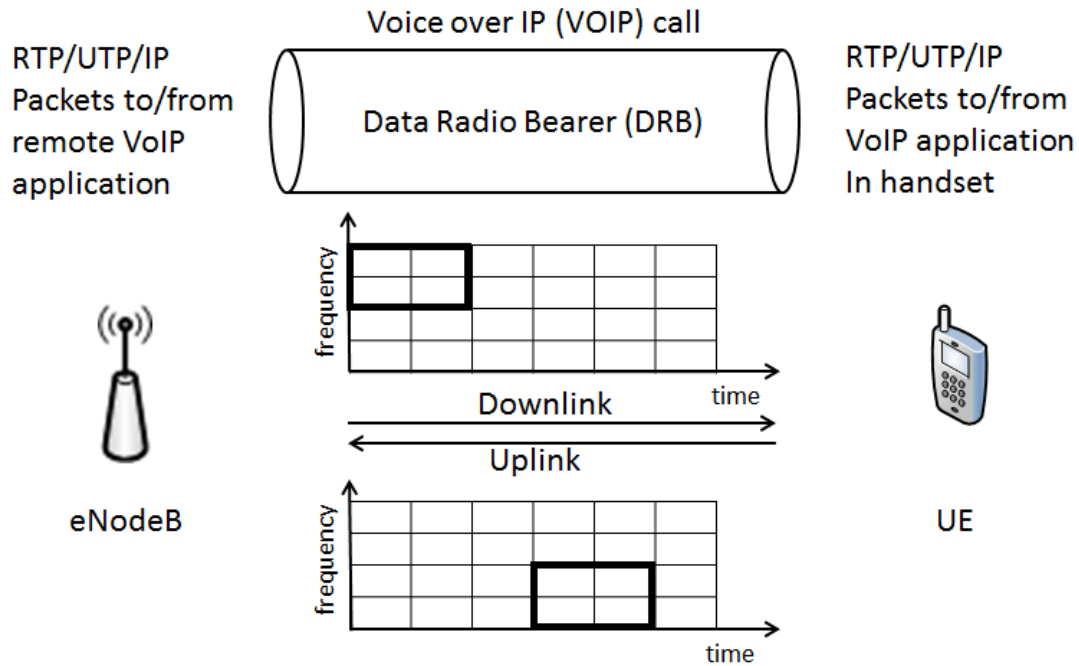 Voice over IP (VOIP) call
RTP/UTP/IP
Packets to/from
remote VoIP
application
Data Radio Bearer (DRB)
RTP/UTP/IP
Packets to/from
VoIP application
In handset
frequency
time
Downlink
Uplink
eNodeB
UE
frequency
time